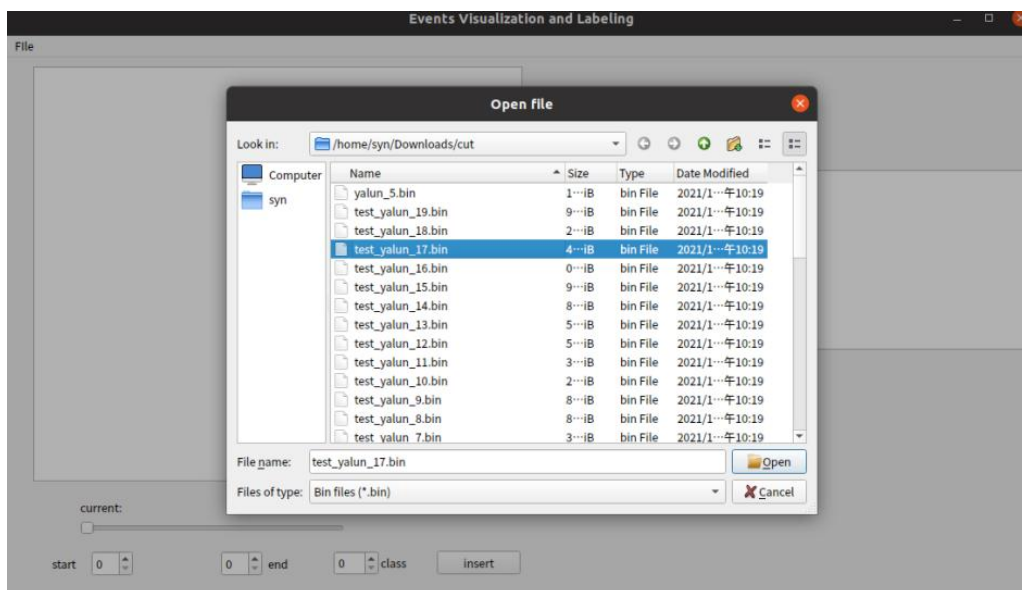 Events Visualization and Labeling
File
Open file
Look in: /home/syn/Downloads/cut
Computer
syn
Name Size Type Date Modified
yalun_5.bin 1···iB bin File 2021/1···午10:19
test_yalun_19.bin 9···iB bin File 2021/1···午10:19
test_yalun_18.bin 2···iB bin File 2021/1···午10:19
test_yalun_17.bin 4···iB bin File 2021/1···午10:19
test_yalun_16.bin 0···iB bin File 2021/1···午10:19
test_yalun_15.bin 9···iB bin File 2021/1···午10:19
test_yalun_14.bin 8···iB bin File 2021/1···午10:19
test_yalun_13.bin 5···iB bin File 2021/1···午10:19
test_yalun_12.bin 5···iB bin File 2021/1···午10:19
test_yalun_11.bin 3···iB bin File 2021/1···午10:19
test_yalun_10.bin 2···iB bin File 2021/1···午10:19
test_yalun_9.bin 8···iB bin File 2021/1···午10:19
test_yalun_8.bin 8···iB bin File 2021/1···午10:19
test_yalun_7.bin 3···iB bin File 2021/1···午10:19
File name: test_yalun_17.bin Open
Files of type: Bin files (*.bin) Cancel
current:
start 0 0 end 0 class insert